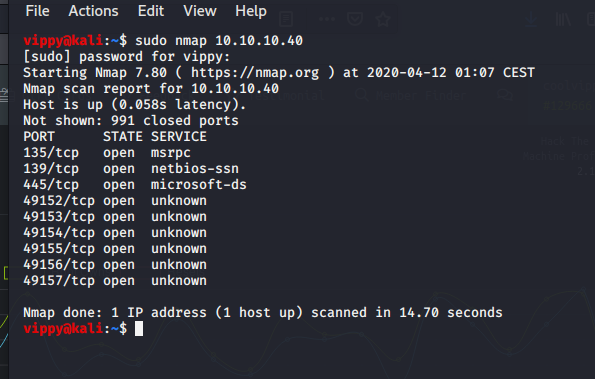 File Actions Edit View Help
vippy@kali:~$ sudo nmap 10.10.10.40
[sudo] password for vippy:
Starting Nmap 7.80 ( https://nmap.org ) at 2020-04-12 01:07 CEST
Nmap scan report for 10.10.10.40
Host is up (0.058s latency).
Not shown: 991 closed ports
PORT      STATE SERVICE
135/tcp   open  msrpc
139/tcp   open  netbios-ssn
445/tcp   open  microsoft-ds
49152/tcp open  unknown
49153/tcp open  unknown
49154/tcp open  unknown
49155/tcp open  unknown
49156/tcp open  unknown
49157/tcp open  unknown
Nmap done: 1 IP address (1 host up) scanned in 14.70 seconds
vippy@kali:~$